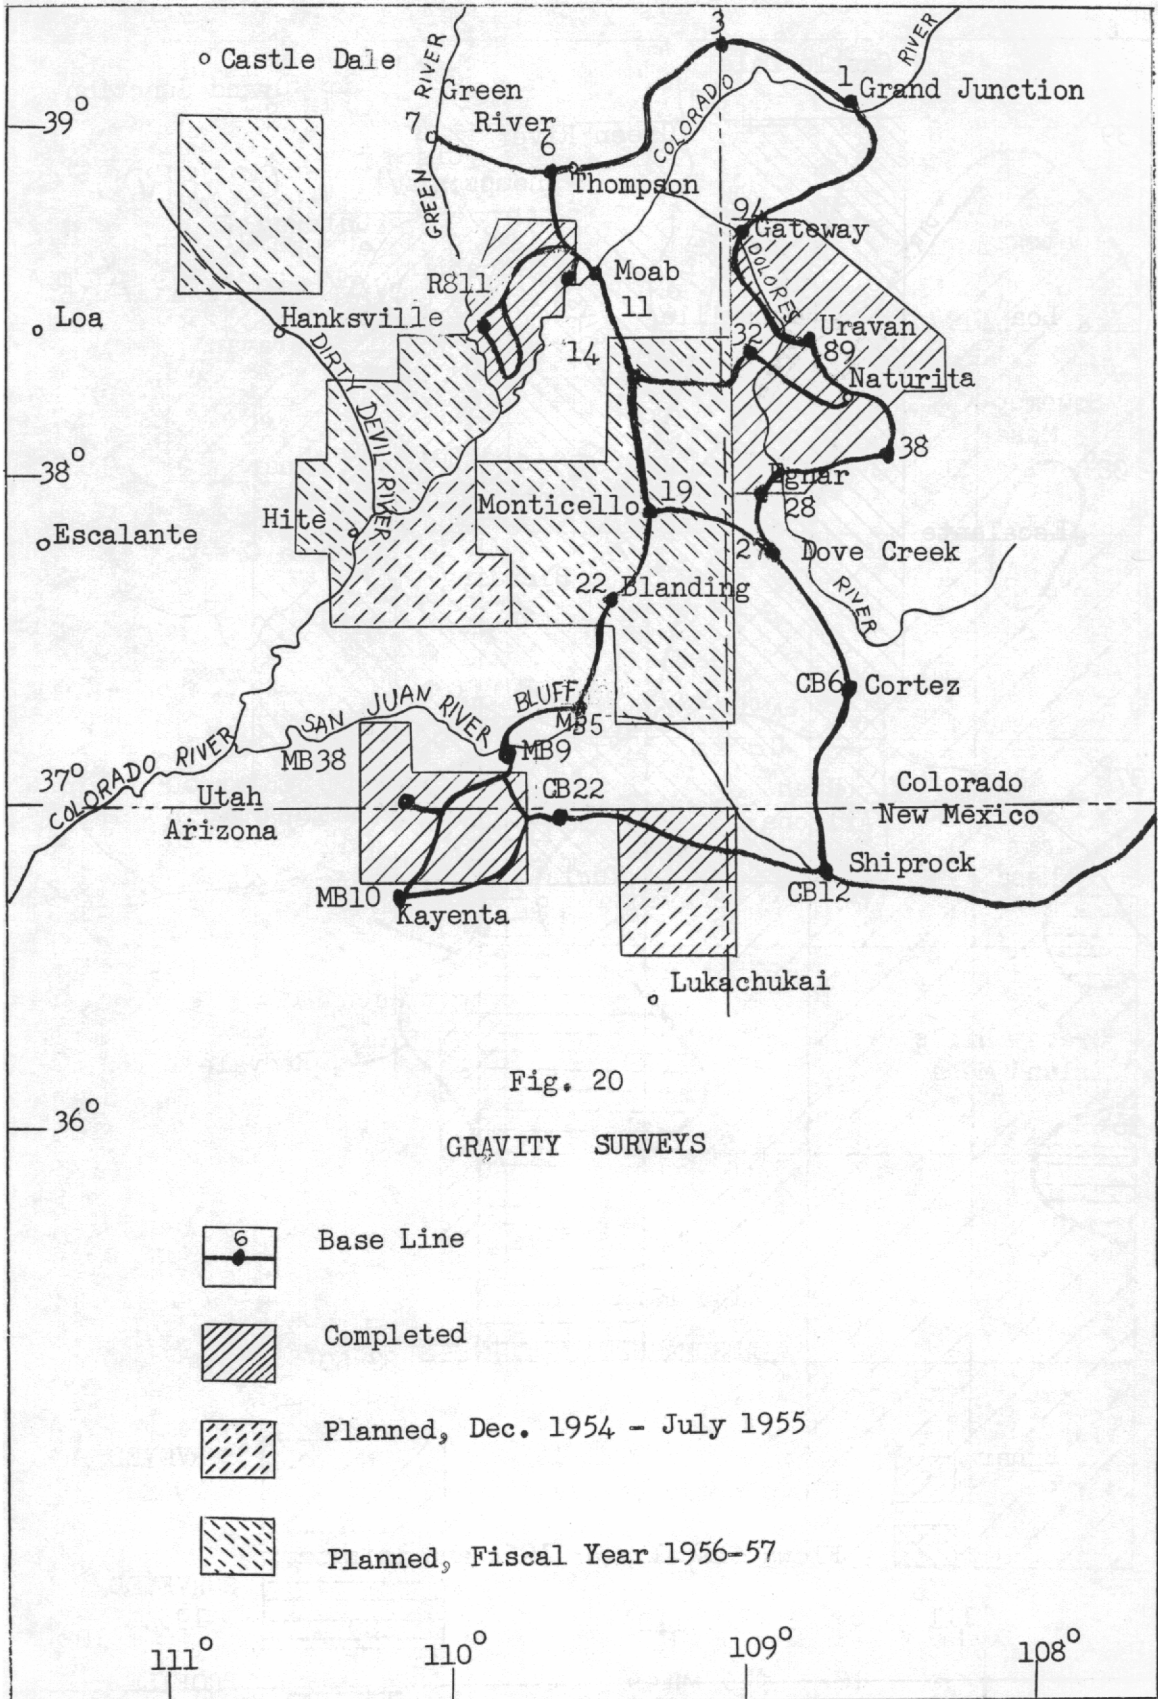 3
RIVER
Castle Dale
RIVER
Green
River
1
Grand Junction
39°
7
6
COLORADO
Thompson
GREEN
94
Gateway
DOLORES
R811
Moab
11
Loa
Hanksville
Uravan
89
32
14
DIRTY DEVIL RIVER
Naturita
38°
38
Egnar
28
Monticello
19
Hite
Escalante
27
Dove Creek
22
Blanding
RIVER
CB6
Cortez
BLUFF
MB5
SAN JUAN RIVER
MB9
MB38
COLORADO RIVER
37°
CB22
Utah
Arizona
Colorado
New Mexico
Shiprock
CB12
MB10
Kayenta
Lukachukai
Fig. 20
36°
GRAVITY SURVEYS
6
Base Line
Completed
Planned, Dec. 1954 - July 1955
Planned, Fiscal Year 1956-57
111°
110°
109°
108°